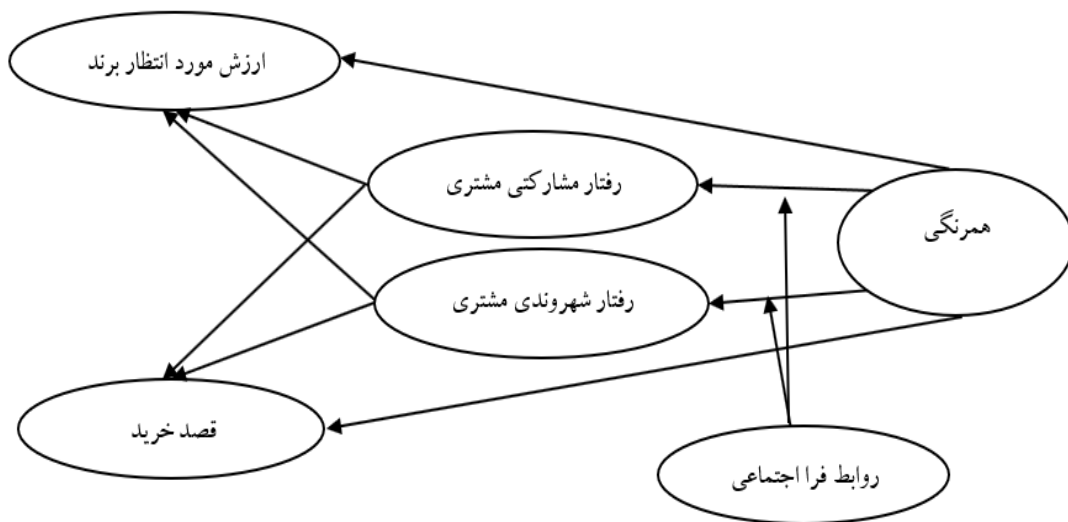 ارزش مورد انتظار برند
رفتار مشارکتی مشتری
همرنگی
رفتار شهروندی مشتری
قصد خرید
روابط فرا اجتماعی